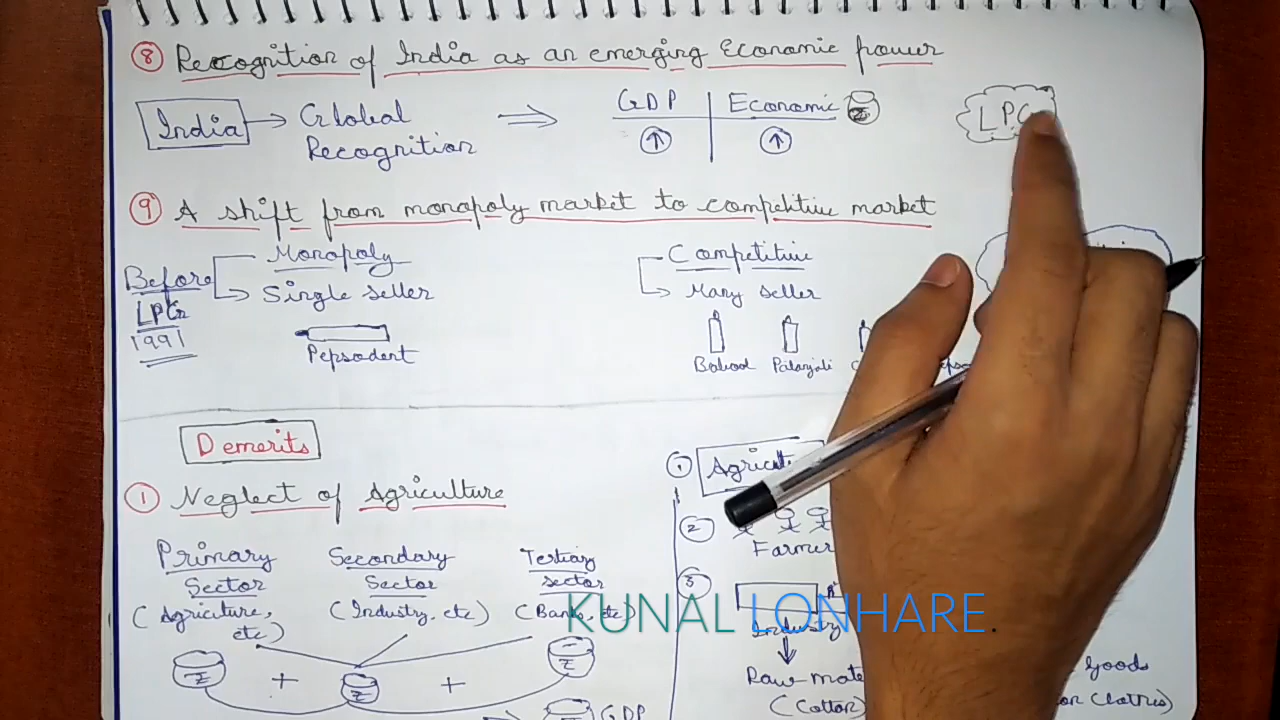 8 Recognition of India as an emerging Economic power
India → Global
Recognition
⇒
GDP | Economic
↑ | ↑
LPG
9 A shift from monopoly market to competitive market
Before
LPG
1991
Monopoly
Single seller
Pepsodent
Competitive
Many seller
Babool Patanjali
Demerits
1 Neglect of Agriculture
Primary
Sector
(Agricture,
etc)
Secondary
Sector
(Industry, etc)
Tertiary
sector
(Bank, etc)
+ +
GDP
1
2
Farmer
3
Industry
Raw mate
(Cotton
Goods
Clothes)
KUNAL LONHARE